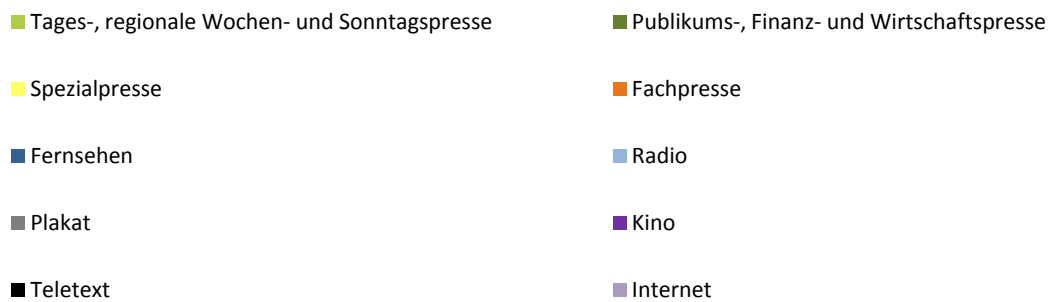 Tages-, regionale Wochen- und Sonntagspresse
Publikums-, Finanz- und Wirtschaftspresse
Spezialpresse
Fachpresse
Fernsehen
Radio
Plakat
Kino
Teletext
Internet